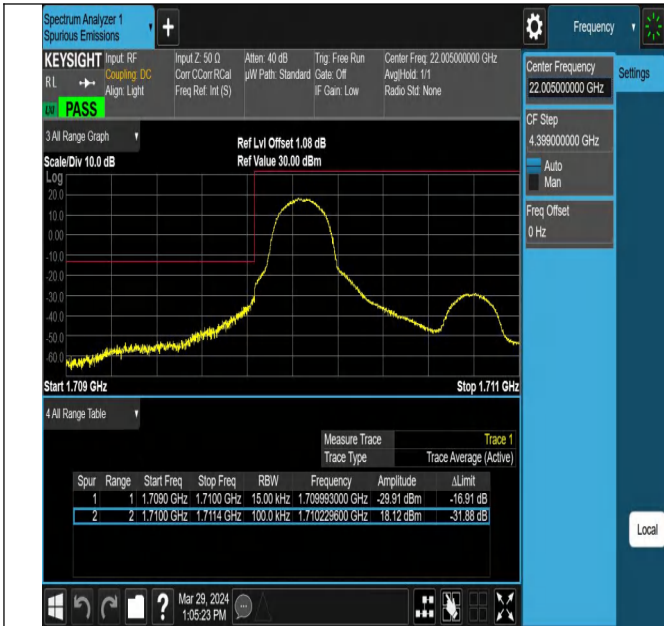 Spectrum Analyzer 1
Spurious Emissions
Frequency
KEYSIGHT
RL
Align: Light
Input: RF
Coupling: DC
Input Z: 50 Ω
Corr CCorr RCal
Freq Ref: Int (S)
Atten: 40 dB
µW Path: Standard
Trig: Free Run
Gate: Off
IF Gain: Low
Center Freq: 22.005000000 GHz
Avg|Hold: 1/1
Radio Std: None
PASS
3 All Range Graph
Scale/Div 10.0 dB
Ref Lvl Offset 1.08 dB
Ref Value 30.00 dBm
Log
20.0
10.0
0.00
-10.0
-20.0
-30.0
-40.0
-50.0
-60.0
Start 1.709 GHz
Stop 1.711 GHz
4 All Range Table
Measure Trace Trace 1
Trace Type Trace Average (Active)
Spur Range Start Freq Stop Freq RBW Frequency Amplitude ΔLimit
1 1 1.7090 GHz 1.7100 GHz 15.00 kHz 1.709993000 GHz -29.91 dBm -16.91 dB
2 2 1.7100 GHz 1.7114 GHz 100.0 kHz 1.710229600 GHz 18.12 dBm -31.88 dB
Mar 29, 2024
1:05:23 PM
Center Frequency
22.005000000 GHz
Settings
CF Step
4.399000000 GHz
Auto
Man
Freq Offset
0 Hz
Local